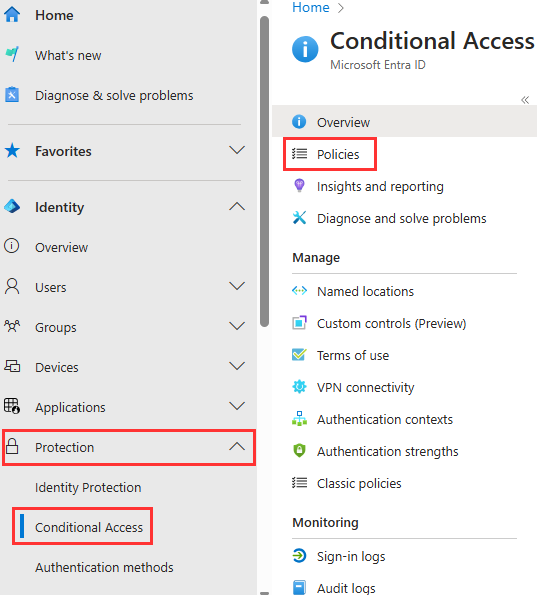 Home
What's new
Diagnose & solve problems
Favorites
Identity
Overview
Users
Groups
Devices
Applications
Protection
Identity Protection
Conditional Access
Authentication methods
Home
Conditional Access
Microsoft Entra ID
Overview
Policies
Insights and reporting
Diagnose and solve problems
Manage
Named locations
Custom controls (Preview)
Terms of use
VPN connectivity
Authentication contexts
Authentication strengths
Classic policies
Monitoring
Sign-in logs
Audit logs